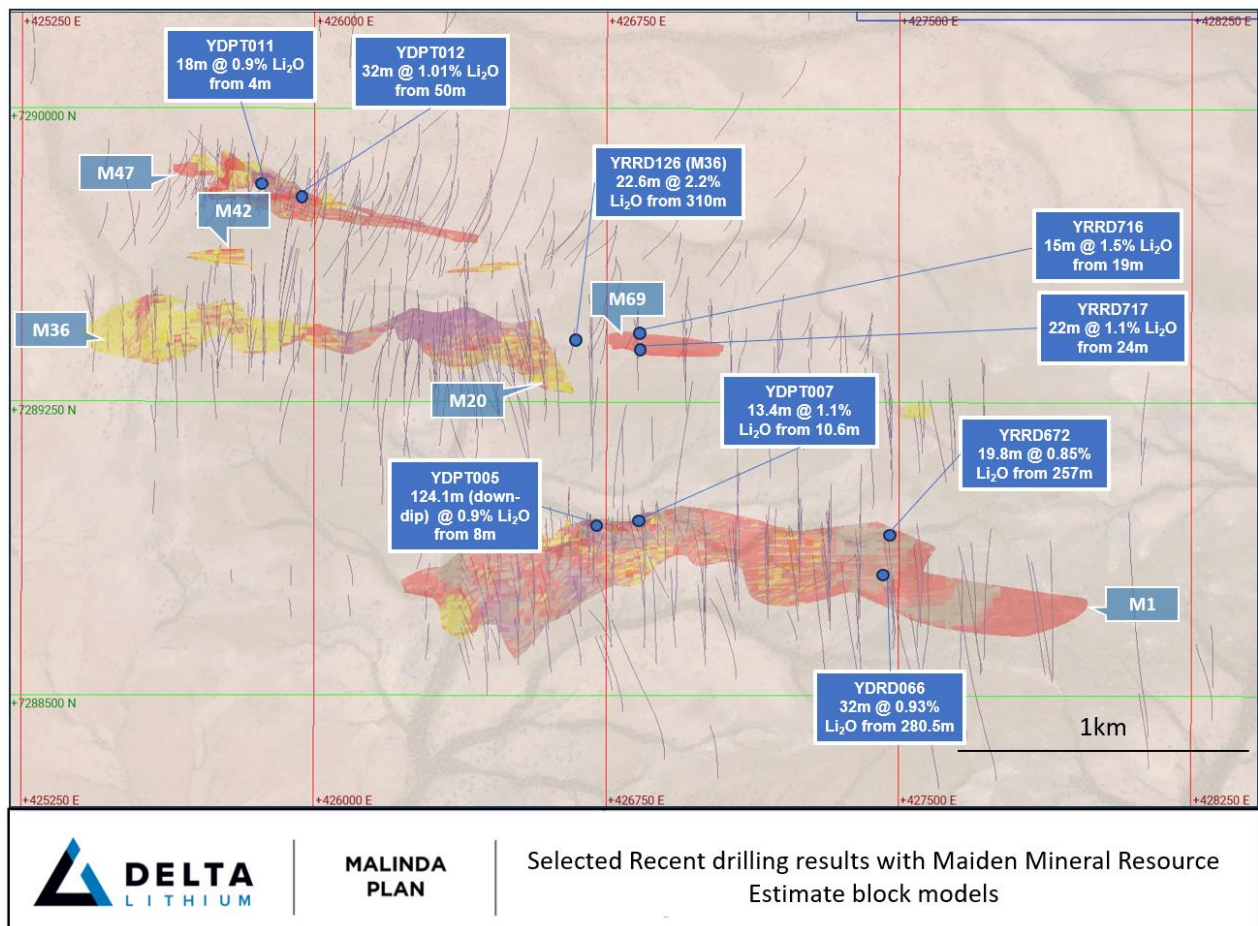 +425250 E
+426000 E
+426750 E
+427500 E
+428250 E
YDPT011
18m @ 0.9% Li₂O
from 4m
YDPT012
32m @ 1.01% Li₂O
from 50m
+7290000 N
M47
M42
YRRD126 (M36)
22.6m @ 2.2%
Li₂O from 310m
YRRD716
15m @ 1.5% Li₂O
from 19m
M69
YRRD717
22m @ 1.1% Li₂O
from 24m
M36
M20
+7289250 N
YDPT007
13.4m @ 1.1%
Li₂O from 10.6m
YRRD672
19.8m @ 0.85%
Li₂O from 257m
YDPT005
124.1m (down-
dip) @ 0.9% Li₂O
from 8m
M1
YDRD066
32m @ 0.93%
Li₂O from 280.5m
+7288500 N
1km
+425250 E
+426000 E
+426750 E
+427500 E
+428250 E
DELTA
LITHIUM
MALINDA
PLAN
Selected Recent drilling results with Maiden Mineral Resource
Estimate block models